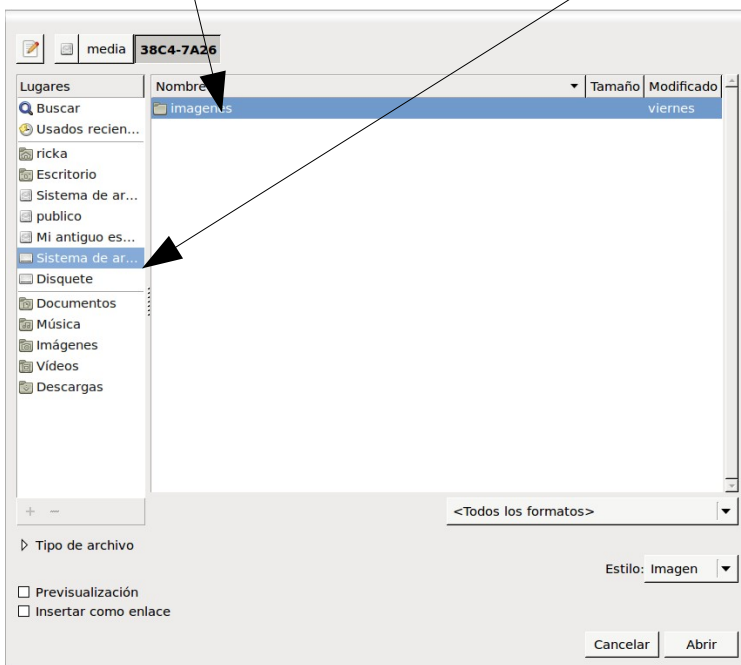 media 38C4-7A26
Lugares
Nombre Tamaño Modificado
Buscar
imagenes viernes
Usados recien...
ricka
Escritorio
Sistema de ar...
publico
Mi antiguo es...
Sistema de ar...
Disquete
Documentos
Música
Imágenes
Vídeos
Descargas
<Todos los formatos>
Tipo de archivo
Estilo: Imagen
Previsualización
Insertar como enlace
Cancelar Abrir